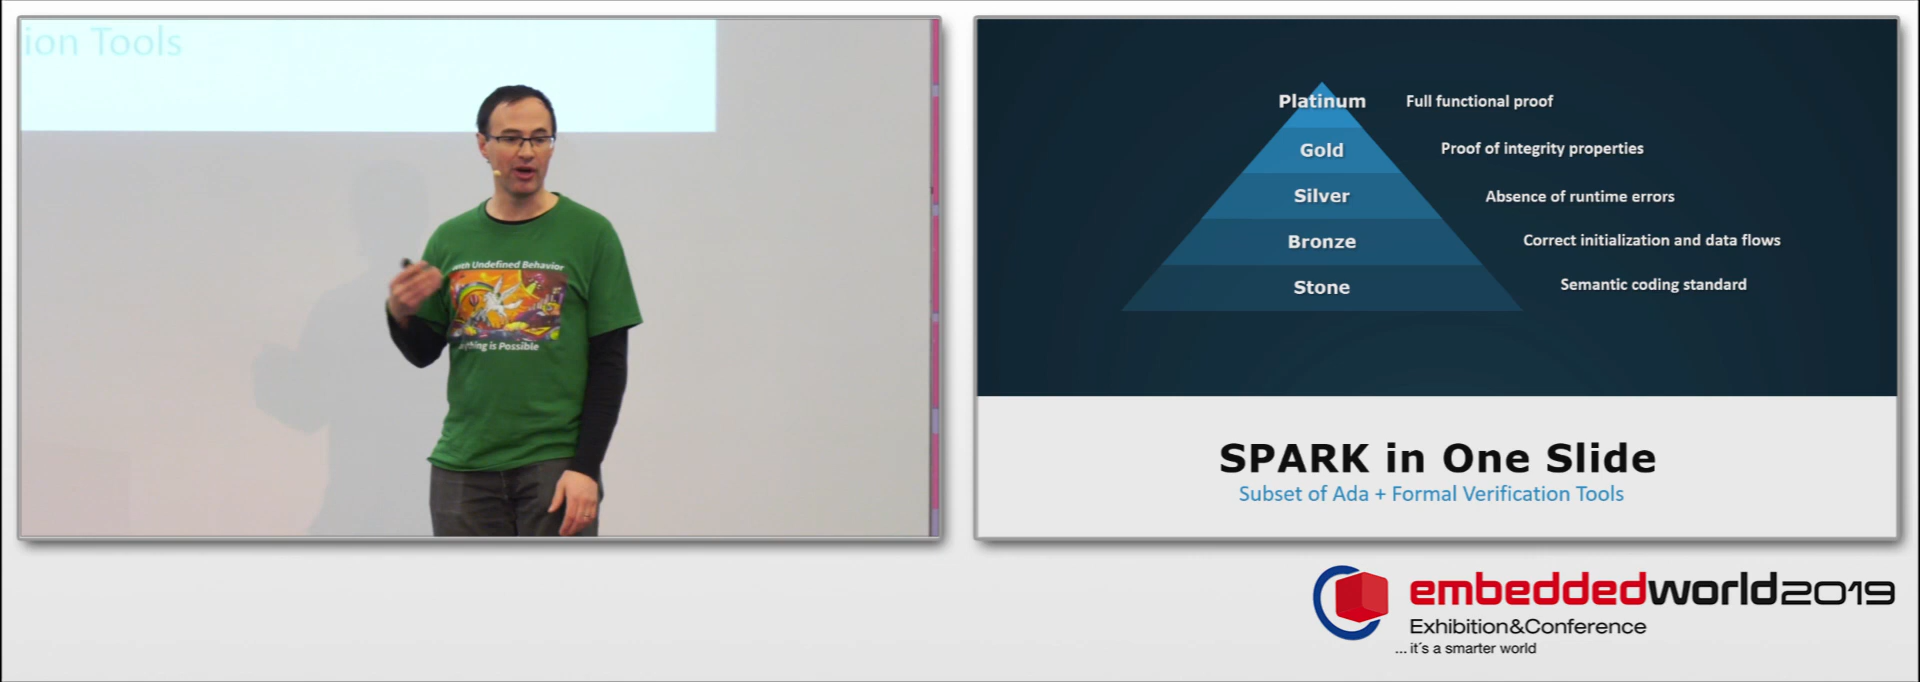 ion Tools
with Undefined Behavior
thing is Possible
Platinum Full functional proof
Gold Proof of integrity properties
Silver Absence of runtime errors
Bronze Correct initialization and data flows
Stone Semantic coding standard
SPARK in One Slide
Subset of Ada + Formal Verification Tools
embeddedworld2019
Exhibition&Conference
... it's a smarter world